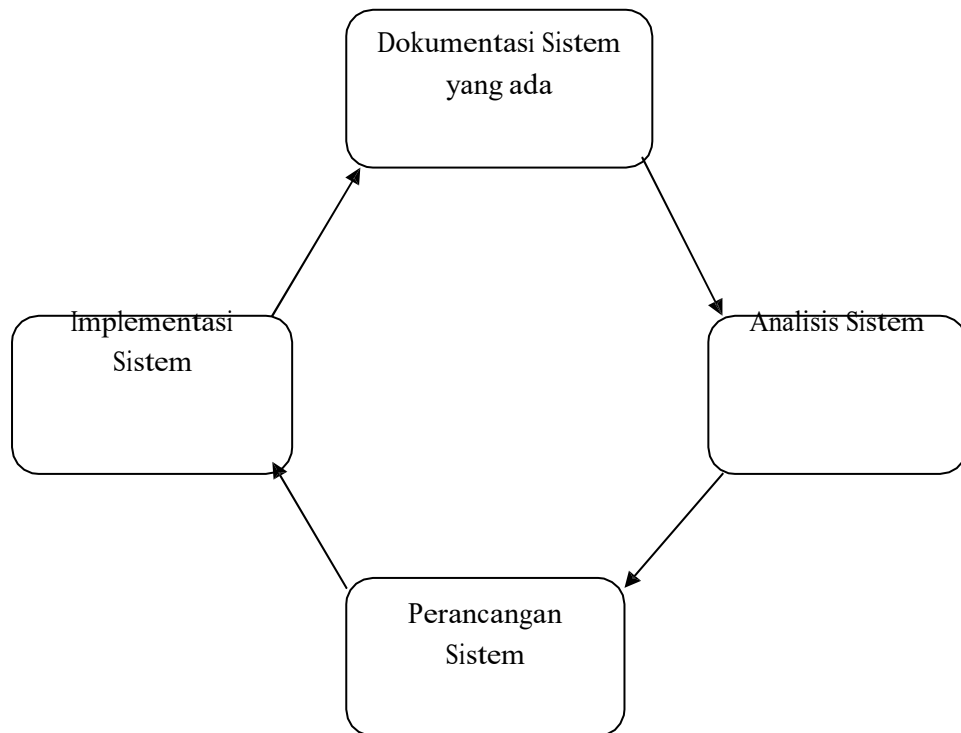 Dokumentasi Sistem
yang ada
Implementasi
Sistem
Analisis Sistem
Perancangan
Sistem